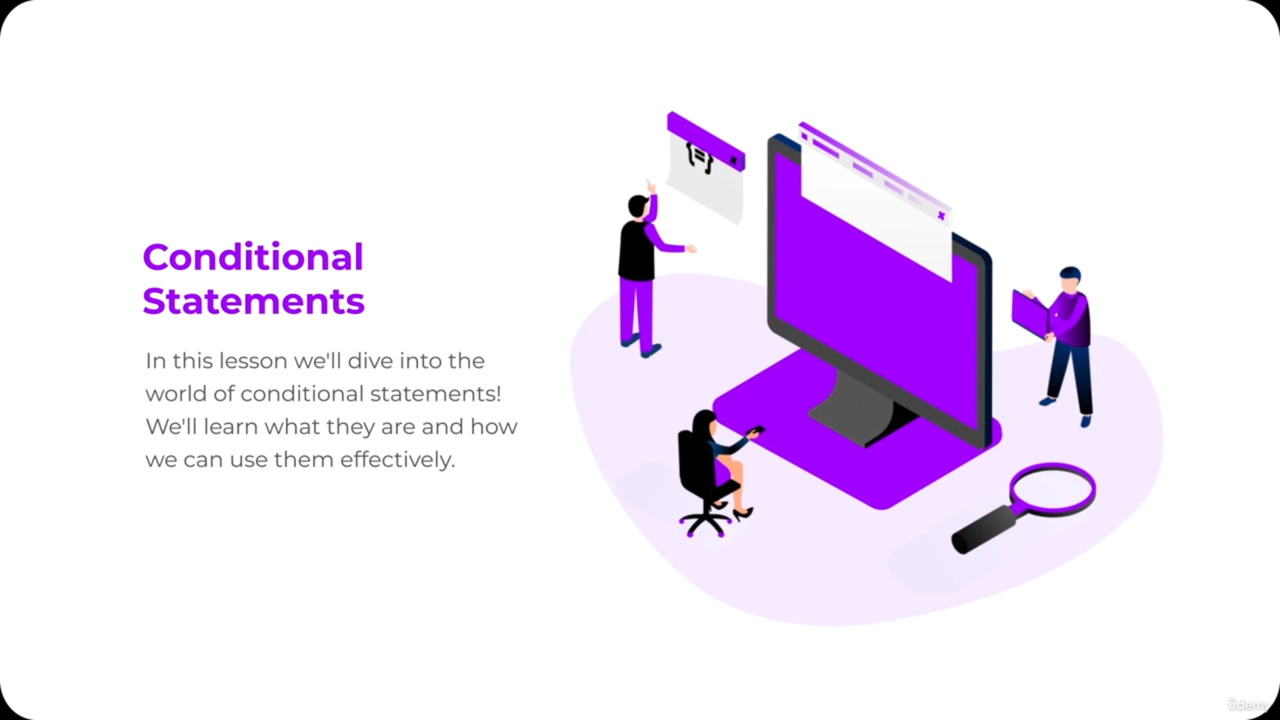 Conditional
Statements
In this lesson we'll dive into the
world of conditional statements!
We'll learn what they are and how
we can use them effectively.
{=}
ûdemy